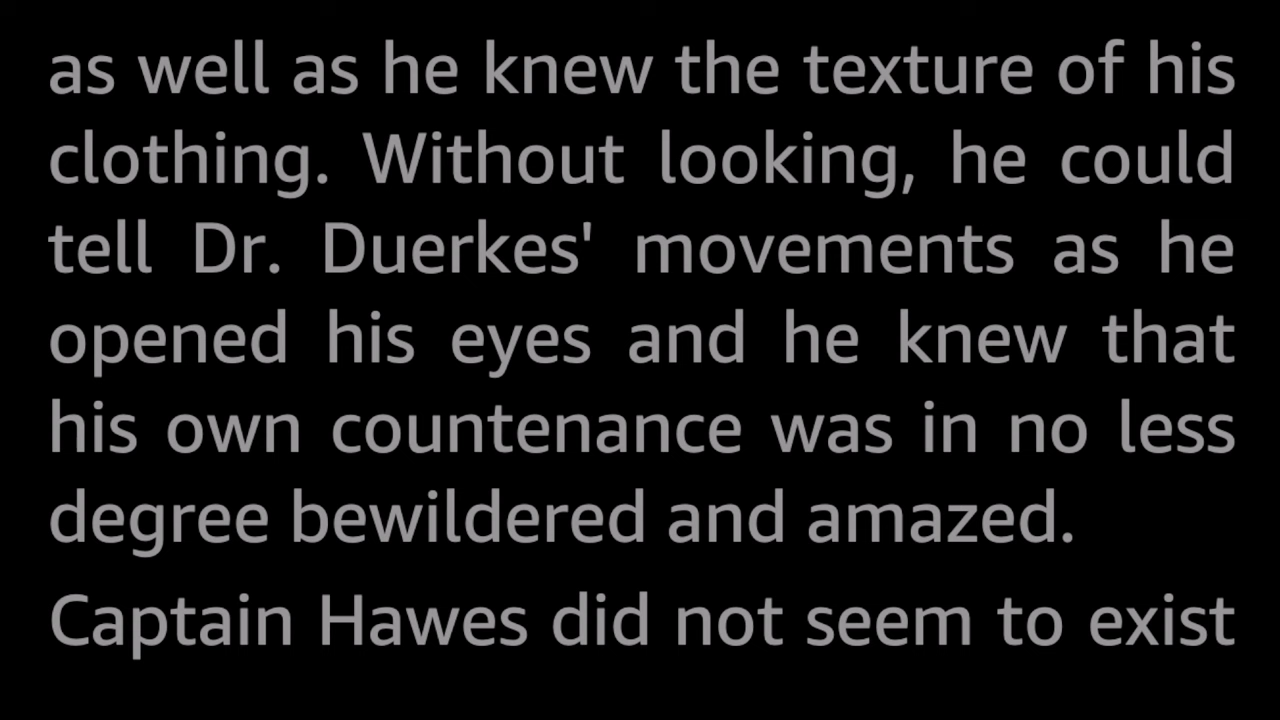 as well as he knew the texture of his
clothing. Without looking, he could
tell Dr. Duerkes' movements as he
opened his eyes and he knew that
his own countenance was in no less
degree bewildered and amazed.
Captain Hawes did not seem to exist